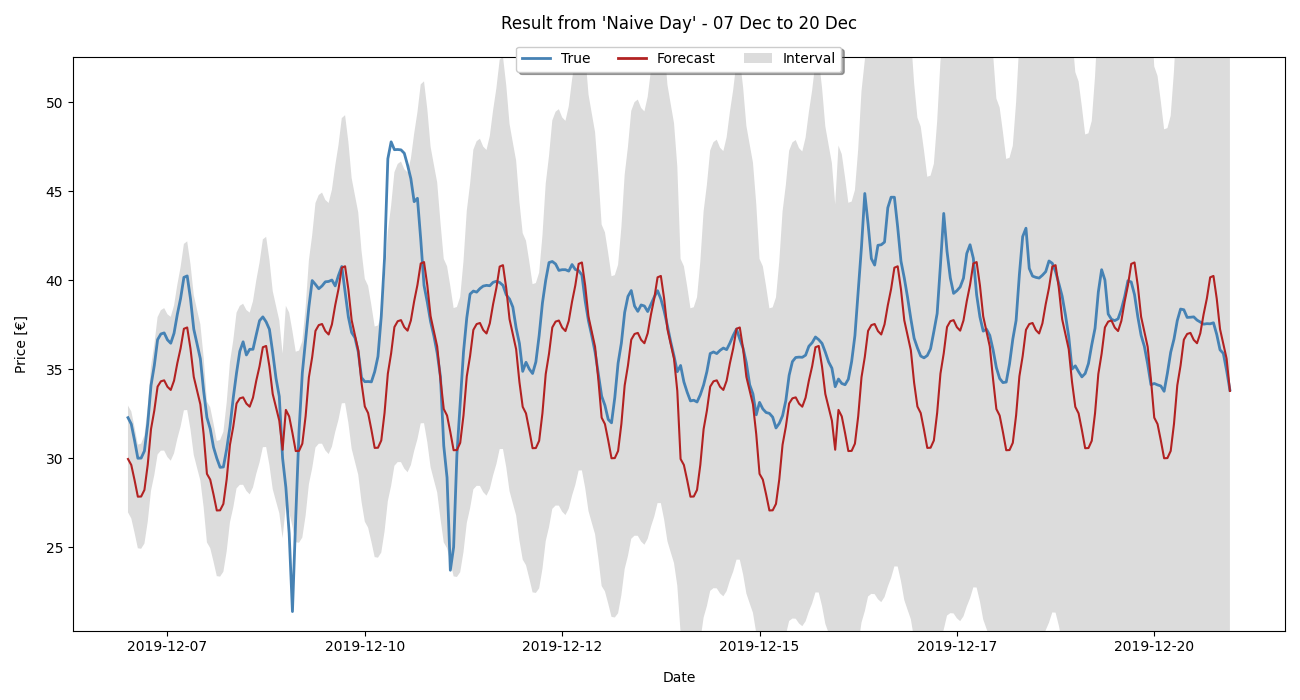 Result from 'Naive Day' - 07 Dec to 20 Dec
True Forecast Interval
50
45
40
35
30
25
Price [€]
2019-12-07 2019-12-10 2019-12-12 2019-12-15 2019-12-17 2019-12-20
Date